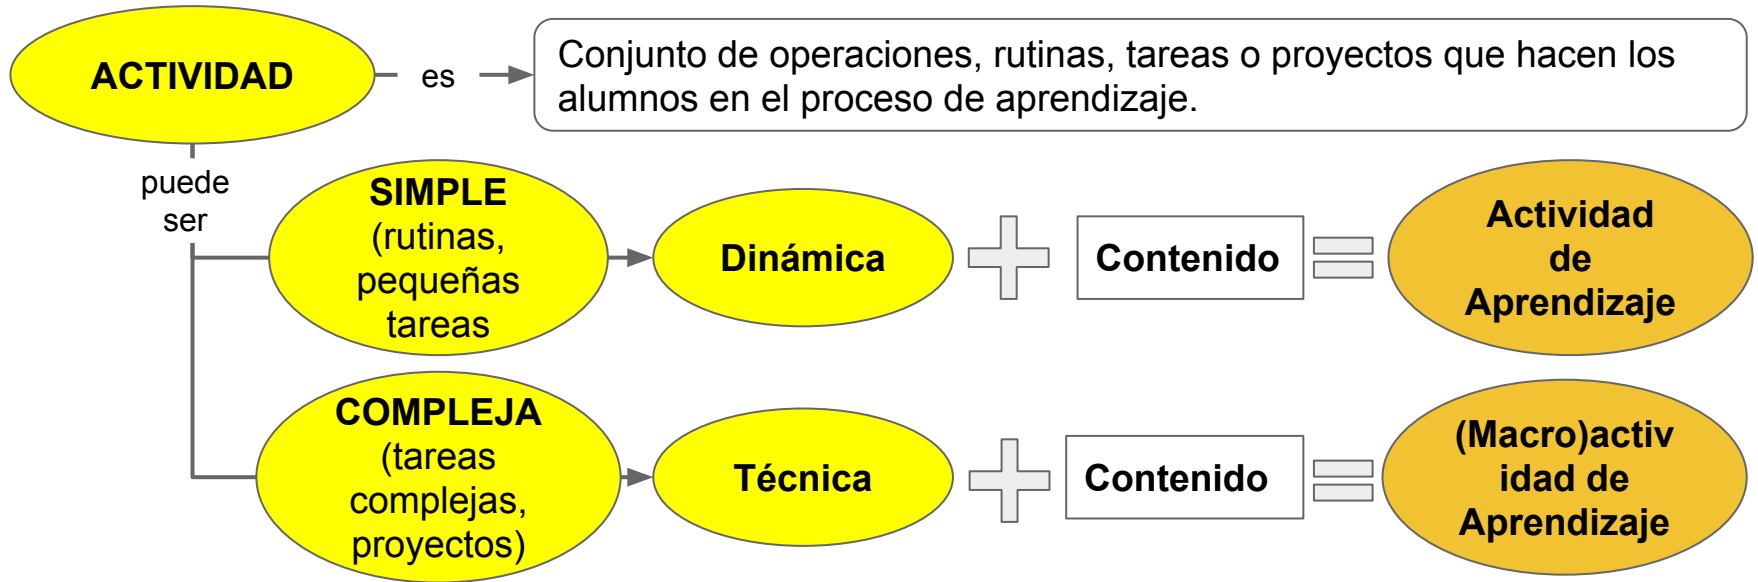 ACTIVIDAD
es
Conjunto de operaciones, rutinas, tareas o proyectos que hacen los
alumnos en el proceso de aprendizaje.
puede
ser
SIMPLE
(rutinas,
pequeñas
tareas
Dinámica
Contenido
Actividad
de
Aprendizaje
COMPLEJA
(tareas
complejas,
proyectos)
Técnica
Contenido
(Macro)activ
idad de
Aprendizaje